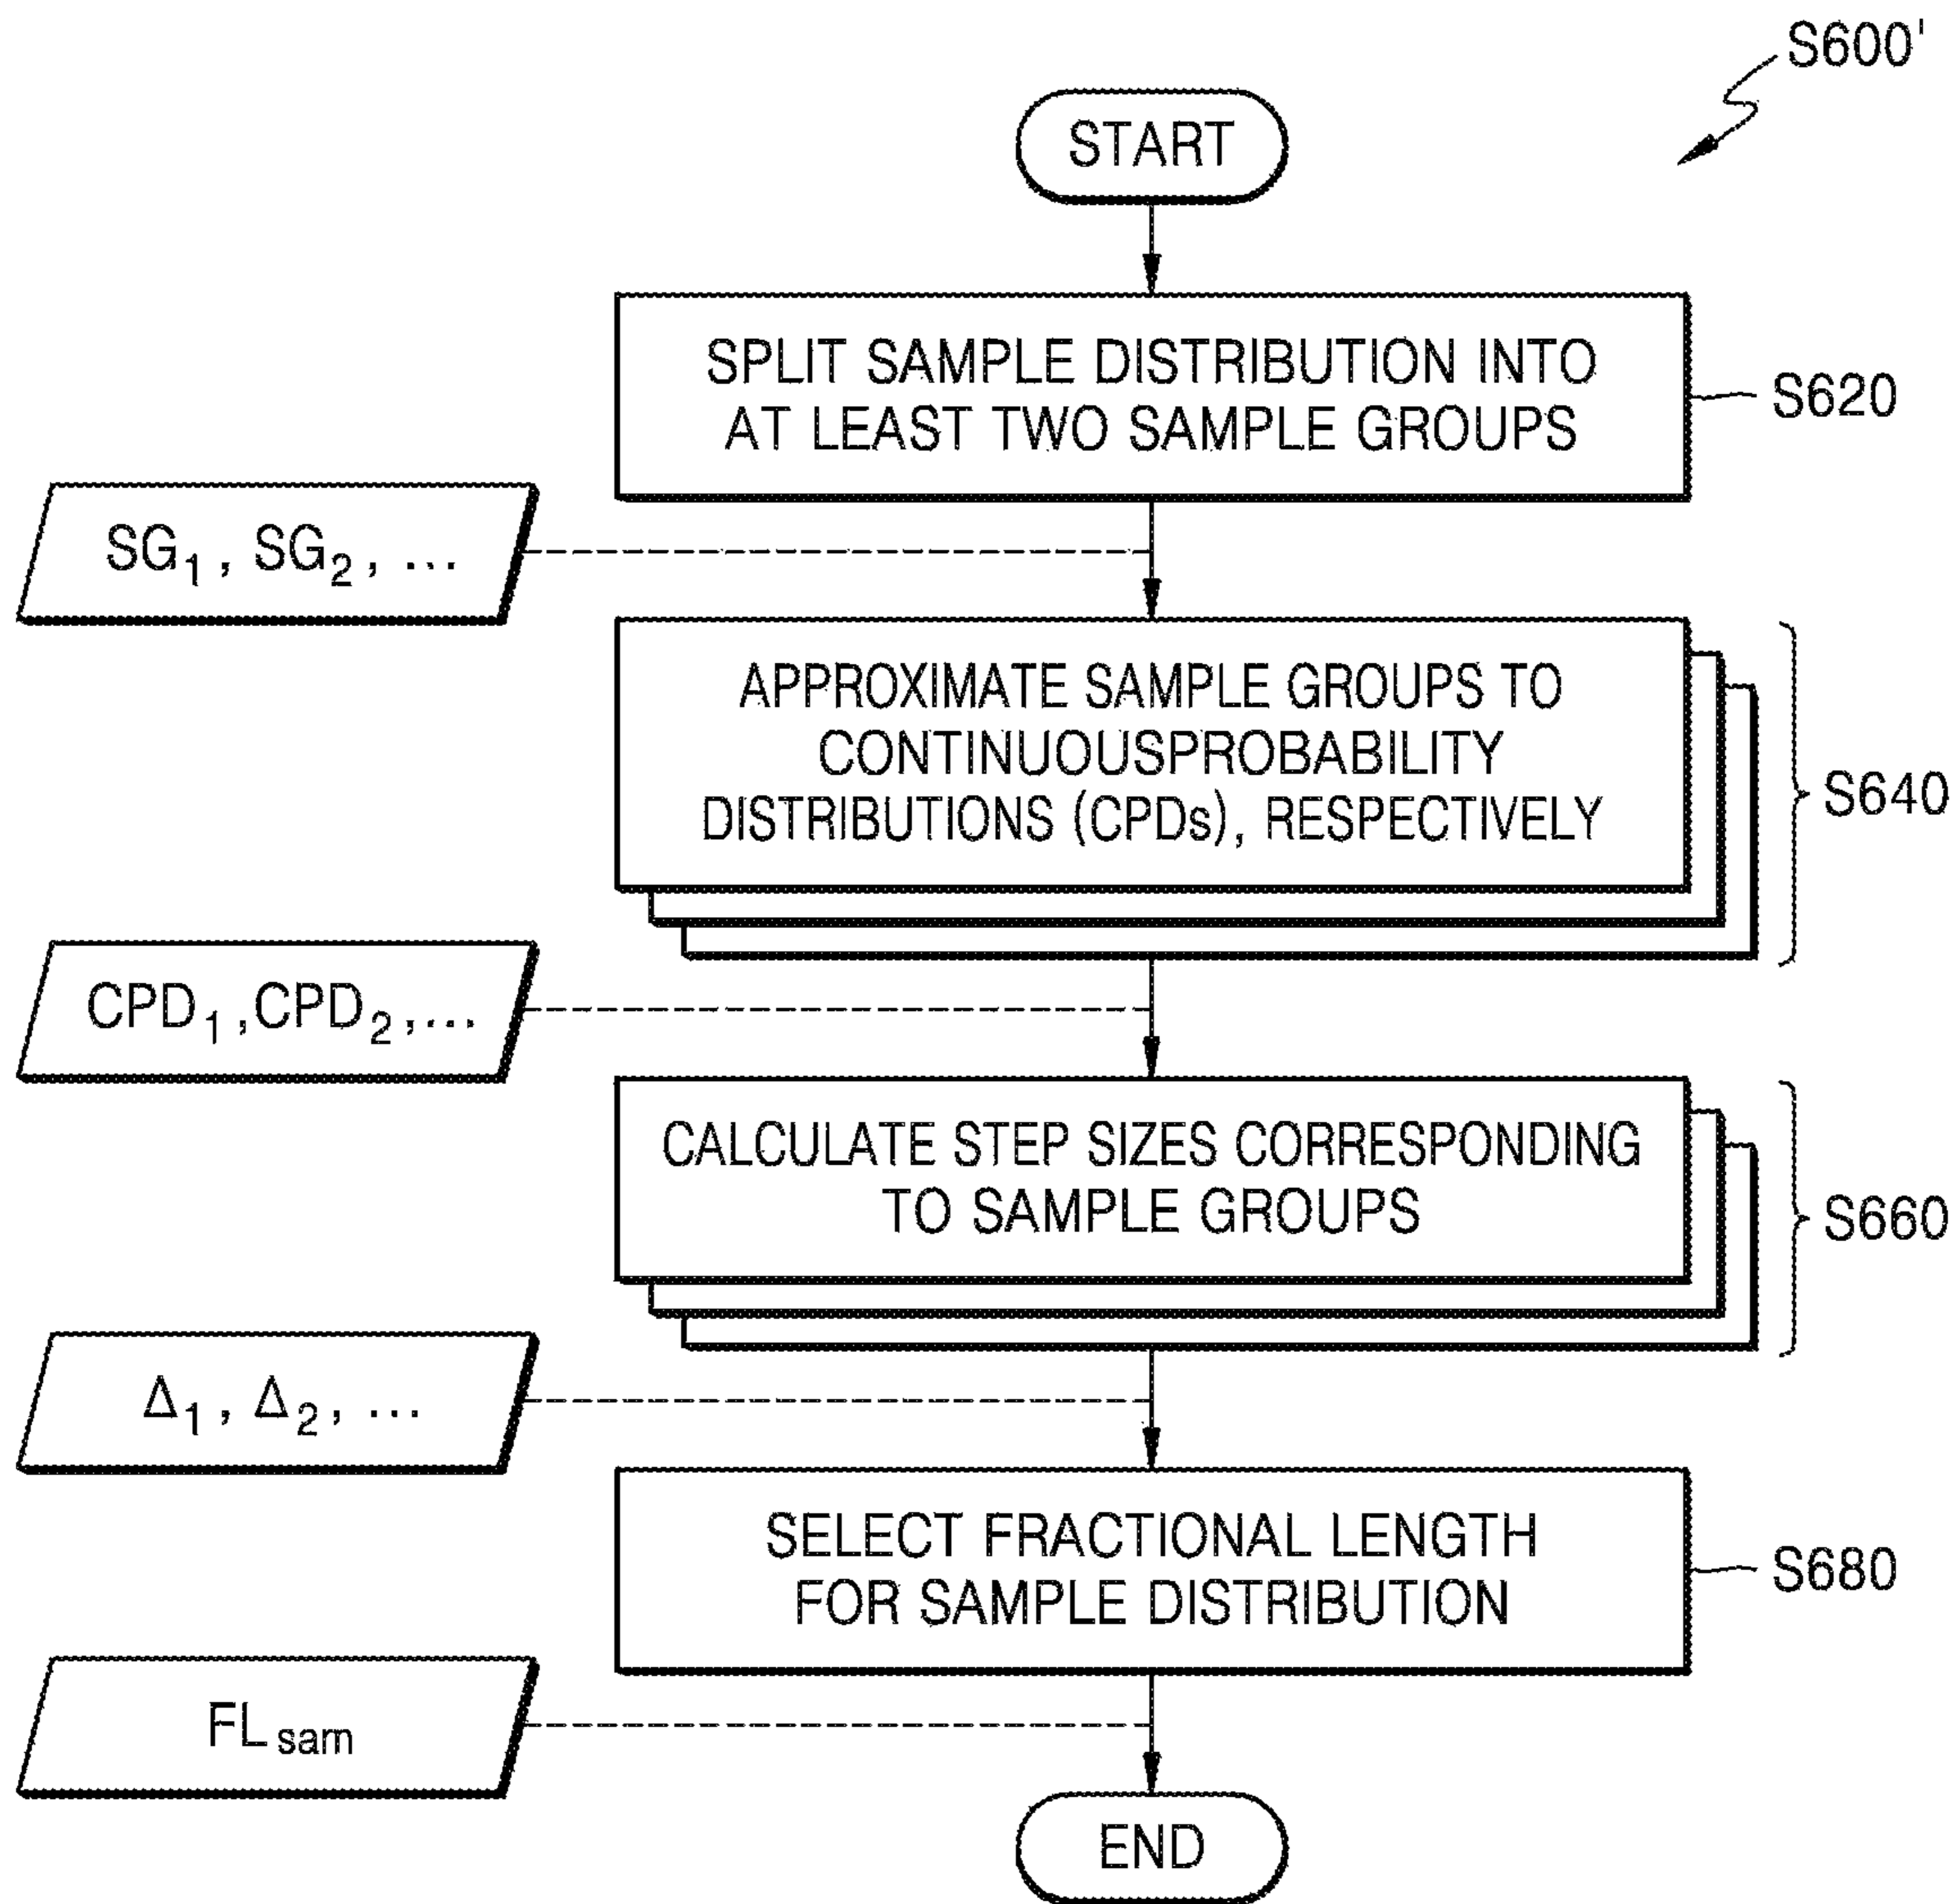 S600'
START
SPLIT SAMPLE DISTRIBUTION INTO
AT LEAST TWO SAMPLE GROUPS
S620
SG1, SG2, ...
APPROXIMATE SAMPLE GROUPS TO
CONTINUOUSPROBABILITY
DISTRIBUTIONS (CPDs), RESPECTIVELY
S640
CPD1,CPD2,...
CALCULATE STEP SIZES CORRESPONDING
TO SAMPLE GROUPS
S660
Δ1, Δ2, ...
SELECT FRACTIONAL LENGTH
FOR SAMPLE DISTRIBUTION
S680
FLsam
END